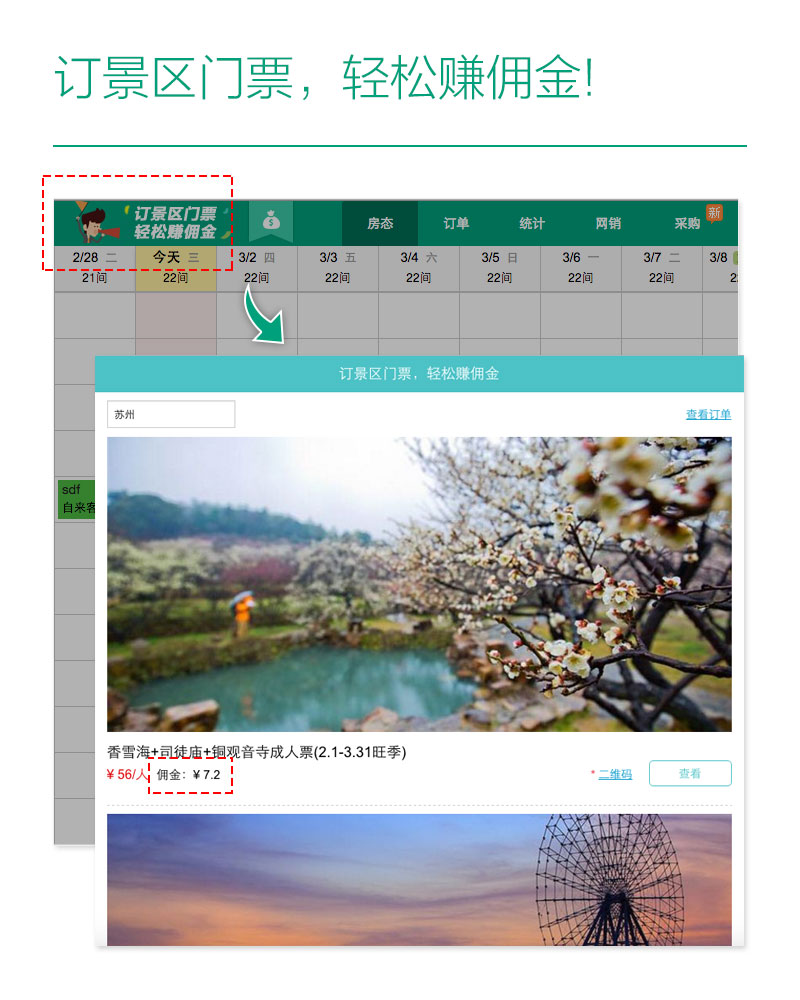 订景区门票，轻松赚佣金!
订景区门票
轻松赚佣金
$
房态
订单
统计
网销
采购
新
2/28 二
今天 三
3/2 四
3/3 五
3/4 六
3/5 日
3/6 一
3/7 二
3/8
21间
22间
22间
22间
22间
22间
22间
22间
订景区门票，轻松赚佣金
苏州
查看订单
sdf
自来客
香雪海+司徒庙+铜观音寺成人票(2.1-3.31旺季)
¥ 56/人
佣金：¥ 7.2
* 二维码
查看